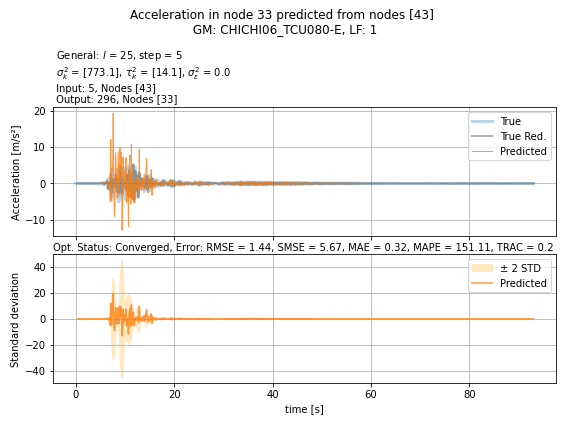 Acceleration in node 33 predicted from nodes [43]
GM: CHICHI06_TCU080-E, LF: 1
General: l = 25, step = 5
σ²ₖ = [773.1], τ²ₖ = [14.1], σ²ε = 0.0
Input: 5, Nodes [43]
Output: 296, Nodes [33]
Acceleration [m/s²]
20
10
0
−10
True
True Red.
Predicted
Opt. Status: Converged, Error: RMSE = 1.44, SMSE = 5.67, MAE = 0.32, MAPE = 151.11, TRAC = 0.2
Standard deviation
40
20
0
−20
−40
± 2 STD
Predicted
0 20 40 60 80
time [s]